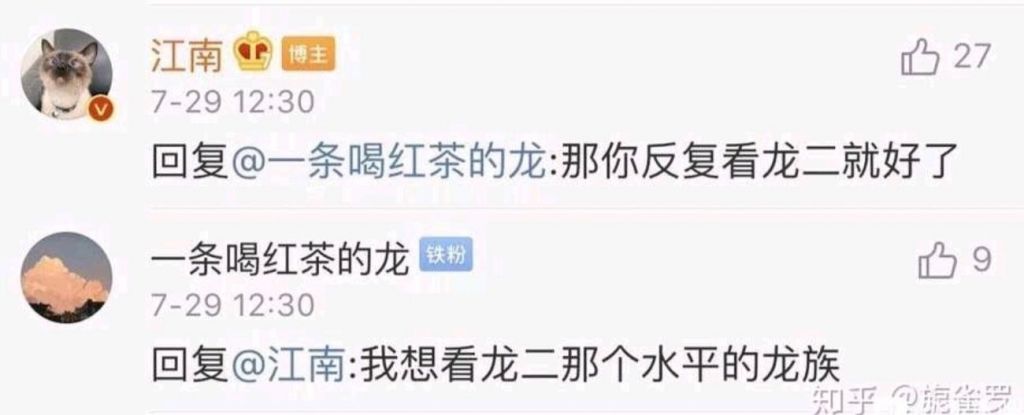 江南 博主
27
7-29 12:30
回复@一条喝红茶的龙:那你反复看龙二就好了
一条喝红茶的龙 铁粉
9
7-29 12:30
回复@江南:我想看龙二那个水平的龙族
知乎 @旎雀罗